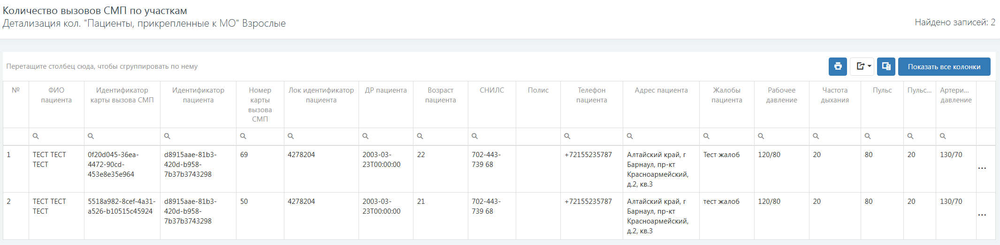 Количество вызовов СМП по участкам
Детализация кол. "Пациенты, прикрепленные к МО" Взрослые
Найдено записей: 2
Перетащите столбец сюда, чтобы сгруппировать по нему
Показать все колонки
№
ФИО
пациента
Идентификатор
карты вызова СМП
Идентификатор
пациента
Номер
карты
вызова
СМП
Лок идентификатор
пациента
ДР пациента
Возраст
пациента
СНИЛС
Полис
Телефон
пациента
Адрес пациента
Жалобы
пациента
Рабочее
давление
Частота
дыхания
Пульс
Пульс...
Артери...
давление
1
ТЕСТ ТЕСТ
ТЕСТ
0f20d045-36ea-
4472-90cd-
453e8e35e964
d8915aae-81b3-
420d-b958-
7b37b3743298
69
4278204
2003-03-
23T00:00:00
22
702-443-
739 68
+72155235787
Алтайский край, г
Барнаул, пр-кт
Красноармейский,
д.2, кв.3
Тест жалоб
120/80
20
80
20
130/70
...
2
ТЕСТ ТЕСТ
ТЕСТ
5518a982-8cef-4a31-
a526-b10515c45924
d8915aae-81b3-
420d-b958-
7b37b3743298
50
4278204
2003-03-
23T00:00:00
21
702-443-
739 68
+72155235787
Алтайский край, г
Барнаул, пр-кт
Красноармейский,
д.2, кв.3
тест жалоб
120/80
20
80
20
130/70
...